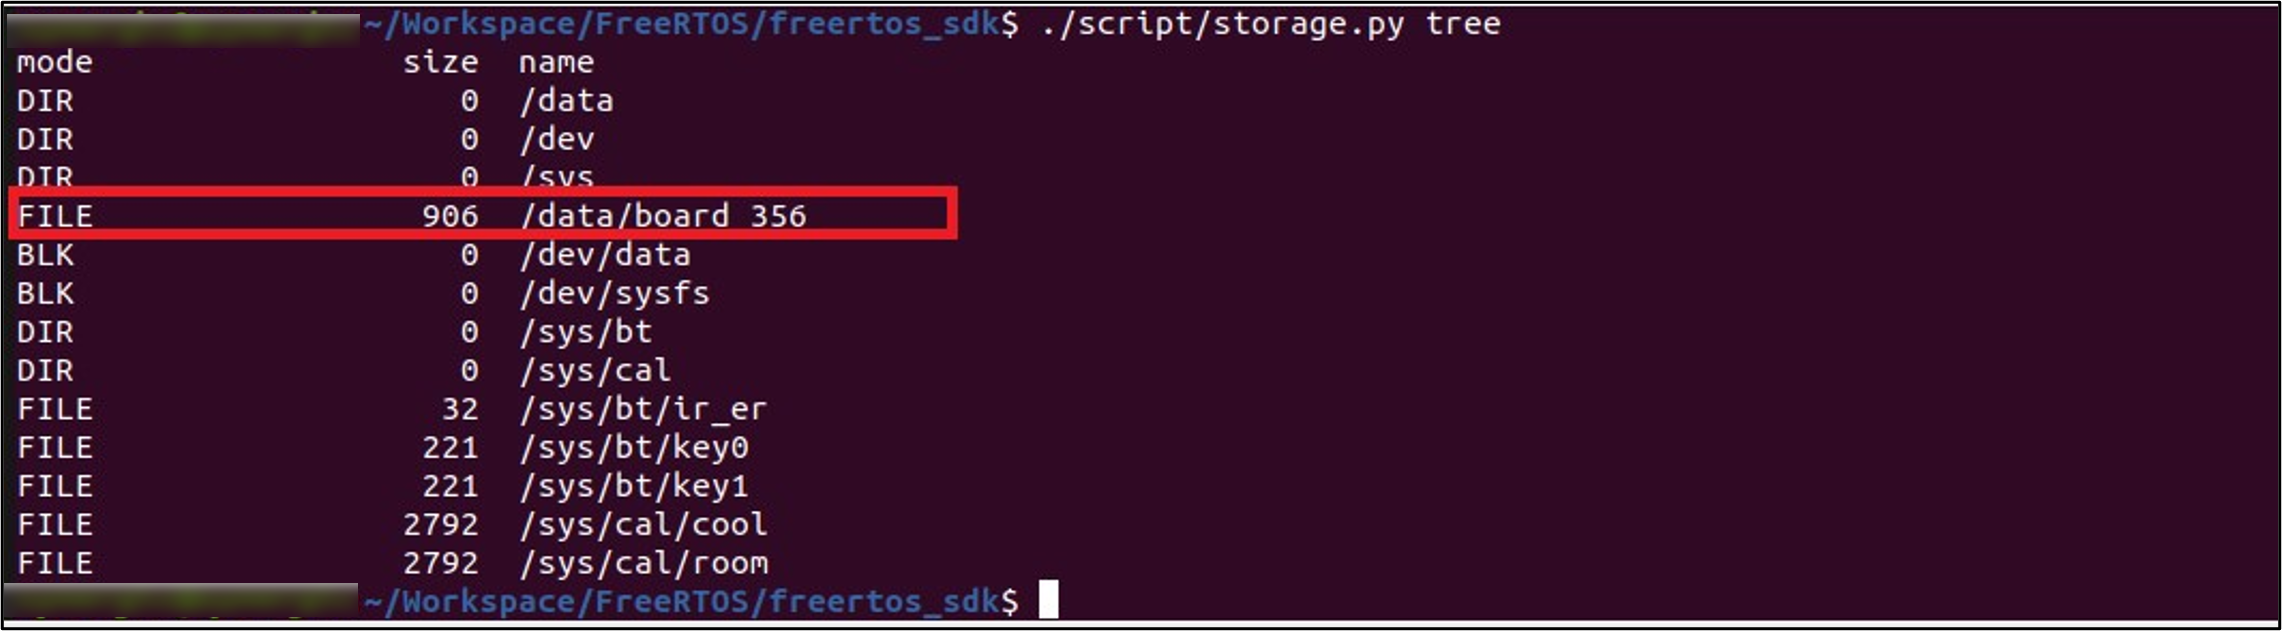 ~/Workspace/FreeRTOS/freertos_sdk$ ./script/storage.py tree
mode size name
DIR 0 /data
DIR 0 /dev
DIR 0 /sys
FILE 906 /data/board 356
BLK 0 /dev/data
BLK 0 /dev/sysfs
DIR 0 /sys/bt
DIR 0 /sys/cal
FILE 32 /sys/bt/ir_er
FILE 221 /sys/bt/key0
FILE 221 /sys/bt/key1
FILE 2792 /sys/cal/cool
FILE 2792 /sys/cal/room
~/Workspace/FreeRTOS/freertos_sdk$